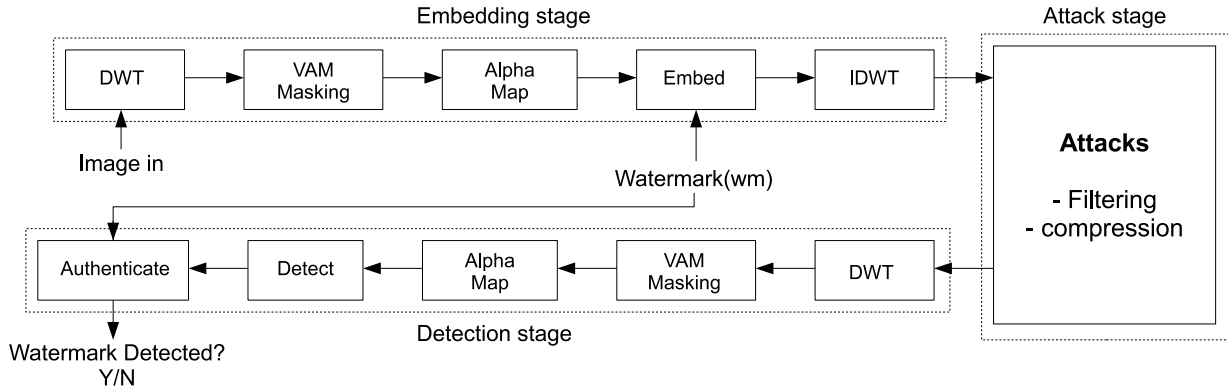 Embedding stage
Attack stage
DWT
VAM
Masking
Alpha
Map
Embed
IDWT
Image in
Watermark(wm)
Attacks
- Filtering
- compression
Authenticate
Detect
Alpha
Map
VAM
Masking
DWT
Detection stage
Watermark Detected?
Y/N